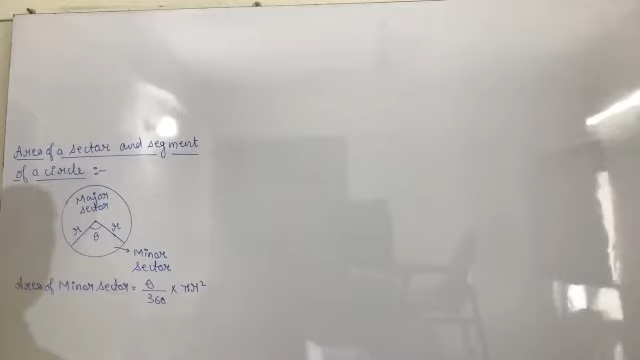 Area of a sector and segment
of a circle :-
Major
sector
r r
θ
Minor
sector
Area of Minor sector = θ/360 × πr²